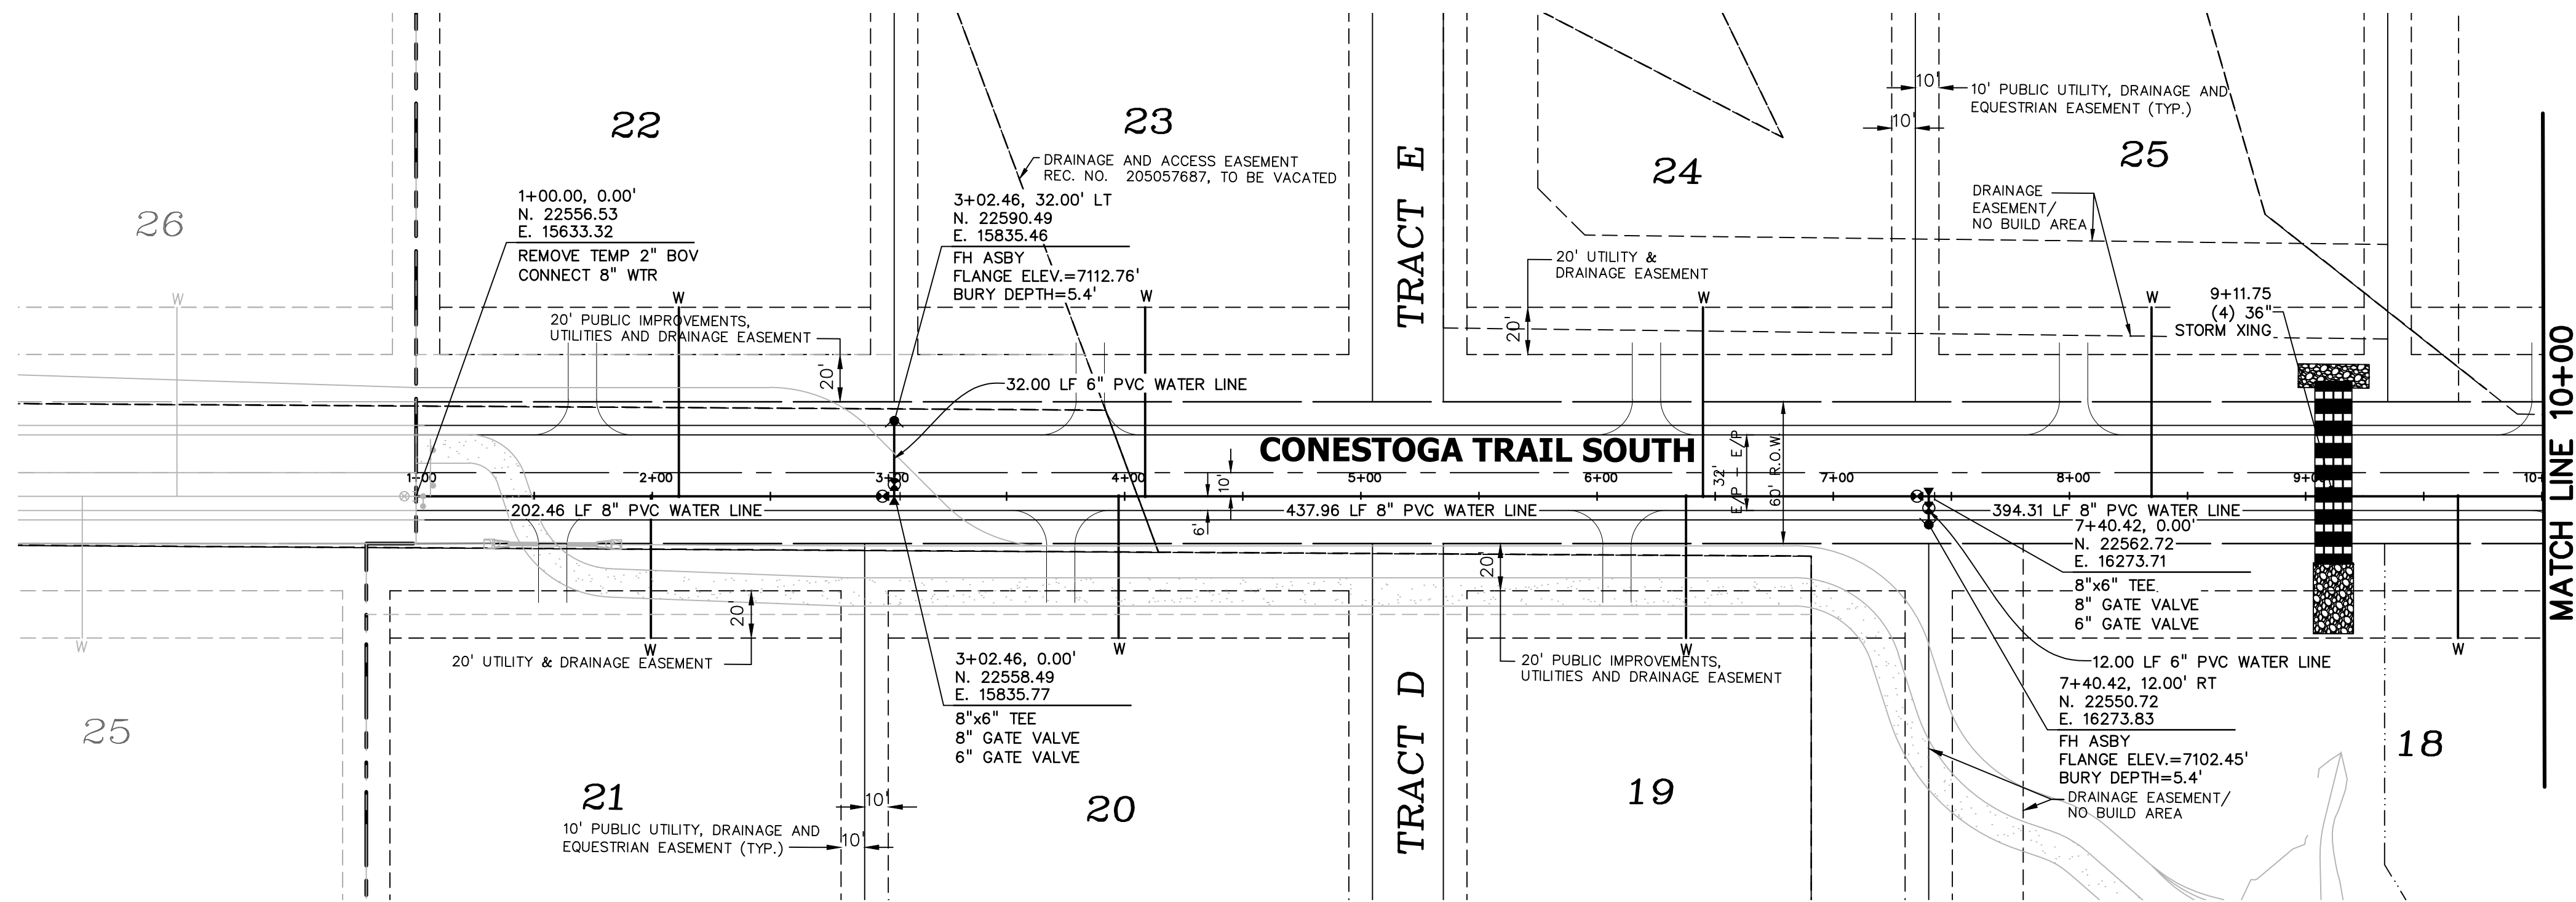 22
23
24
25
26
TRACT E
10'
10'
10' PUBLIC UTILITY, DRAINAGE AND
EQUESTRIAN EASEMENT (TYP.)
DRAINAGE AND ACCESS EASEMENT
REC. NO. 205057687, TO BE VACATED
1+00.00, 0.00'
N. 22556.53
E. 15633.32
REMOVE TEMP 2" BOV
CONNECT 8" WTR
3+02.46, 32.00' LT
N. 22590.49
E. 15835.46
FH ASBY
FLANGE ELEV.=7112.76'
BURY DEPTH=5.4'
DRAINAGE
EASEMENT/
NO BUILD AREA
20' UTILITY &
DRAINAGE EASEMENT
9+11.75
(4) 36"
STORM XING
W
W
W
W
W
20' PUBLIC IMPROVEMENTS,
UTILITIES AND DRAINAGE EASEMENT
20'
20'
32.00 LF 6" PVC WATER LINE
CONESTOGA TRAIL SOUTH
32'
E/P - E/P
60' R.O.W.
10'
6'
1+00
2+00
3+00
4+00
5+00
6+00
7+00
8+00
9+00
10+
MATCH LINE 10+00
202.46 LF 8" PVC WATER LINE
437.96 LF 8" PVC WATER LINE
394.31 LF 8" PVC WATER LINE
7+40.42, 0.00'
N. 22562.72
E. 16273.71
8"x6" TEE
8" GATE VALVE
6" GATE VALVE
20'
20'
W
W
W
W
W
20' UTILITY & DRAINAGE EASEMENT
3+02.46, 0.00'
N. 22558.49
E. 15835.77
8"x6" TEE
8" GATE VALVE
6" GATE VALVE
20' PUBLIC IMPROVEMENTS,
UTILITIES AND DRAINAGE EASEMENT
12.00 LF 6" PVC WATER LINE
7+40.42, 12.00' RT
N. 22550.72
E. 16273.83
FH ASBY
FLANGE ELEV.=7102.45'
BURY DEPTH=5.4'
DRAINAGE EASEMENT/
NO BUILD AREA
25
21
20
TRACT D
19
18
10'
10'
10' PUBLIC UTILITY, DRAINAGE AND
EQUESTRIAN EASEMENT (TYP.)